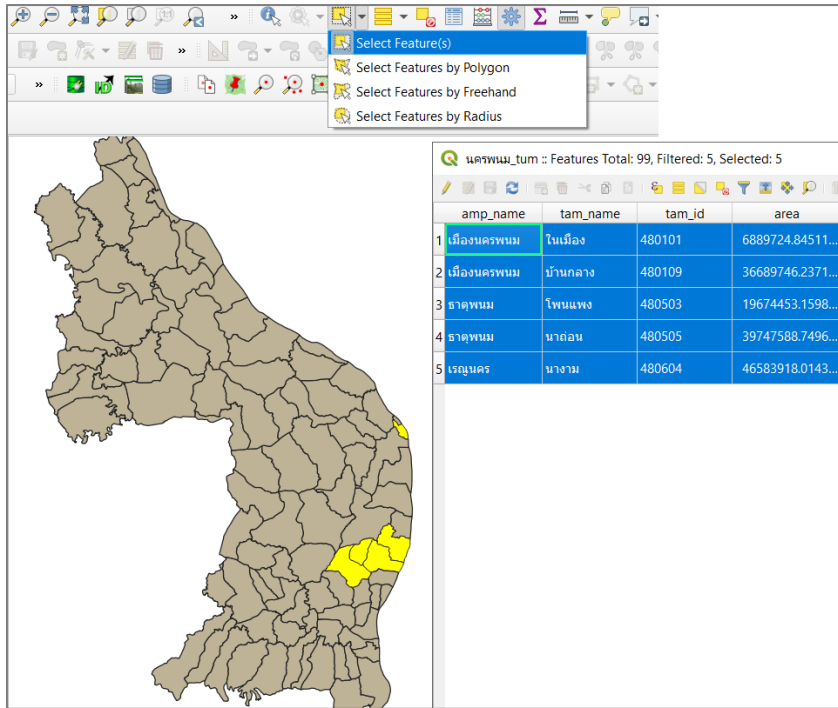 »
Select Feature(s)
»
Select Features by Polygon
»
Select Features by Freehand
Select Features by Radius
นครพนม_tum :: Features Total: 99, Filtered: 5, Selected: 5
amp_name tam_name tam_id area
1 เมืองนครพนม ในเมือง 480101 6889724.84511...
2 เมืองนครพนม บ้านกลาง 480109 36689746.2371...
3 ธาตุพนม โพนแพง 480503 19674453.1598...
4 ธาตุพนม นาถ่อน 480505 39747588.7496...
5 เรณูนคร นางาม 480604 46583918.0143...